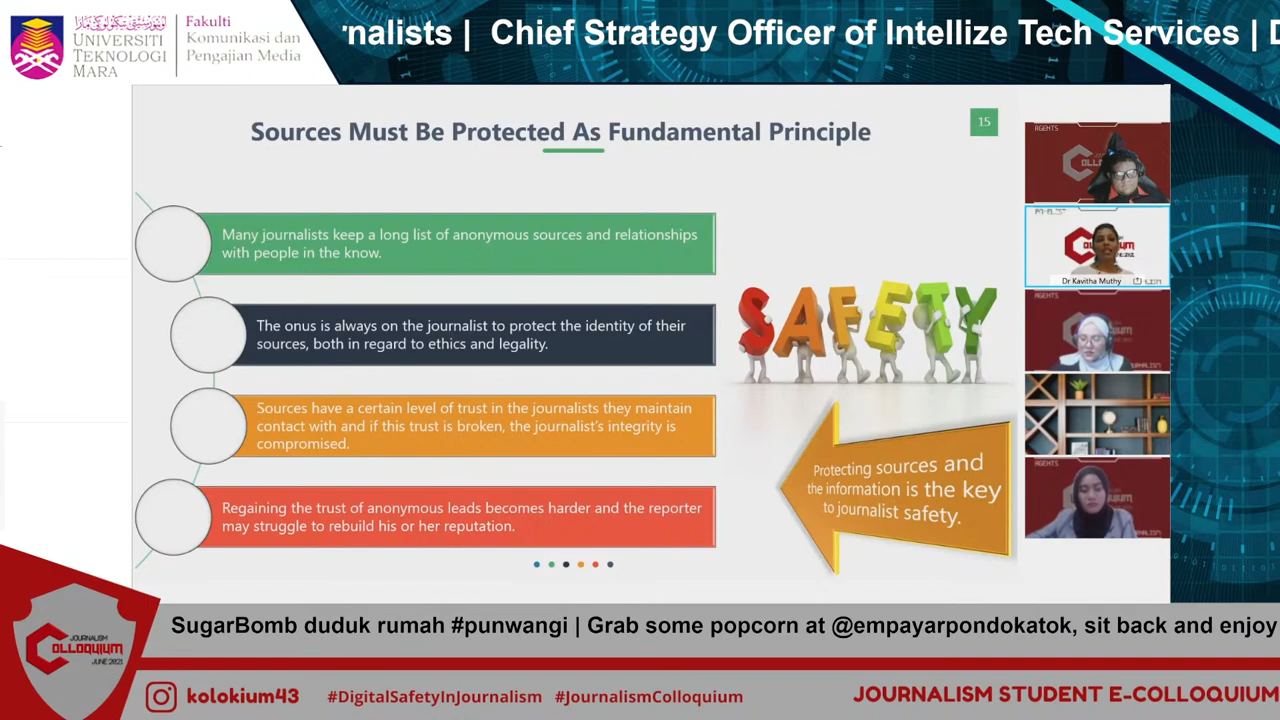 UNIVERSITI
TEKNOLOGI
MARA
Fakulti
Komunikasi dan
Pengajian Media
nalists | Chief Strategy Officer of Intellize Tech Services |
Sources Must Be Protected As Fundamental Principle
15
Many journalists keep a long list of anonymous sources and relationships
with people in the know.
The onus is always on the journalist to protect the identity of their
sources, both in regard to ethics and legality.
Sources have a certain level of trust in the journalists they maintain
contact with and if this trust is broken, the journalist's integrity is
compromised.
Regaining the trust of anonymous leads becomes harder and the reporter
may struggle to rebuild his or her reputation.
SAFETY
Protecting sources and
the information is the key
to journalist safety.
Dr Kavitha Muthy
SugarBomb duduk rumah #punwangi | Grab some popcorn at @empayarpondokatok, sit back and enjoy
JOURNALISM
COLLOQUIUM
JUNE 2021
kolokium43
#DigitalSafetyInJournalism #JournalismColloquium
JOURNALISM STUDENT E-COLLOQUIUM